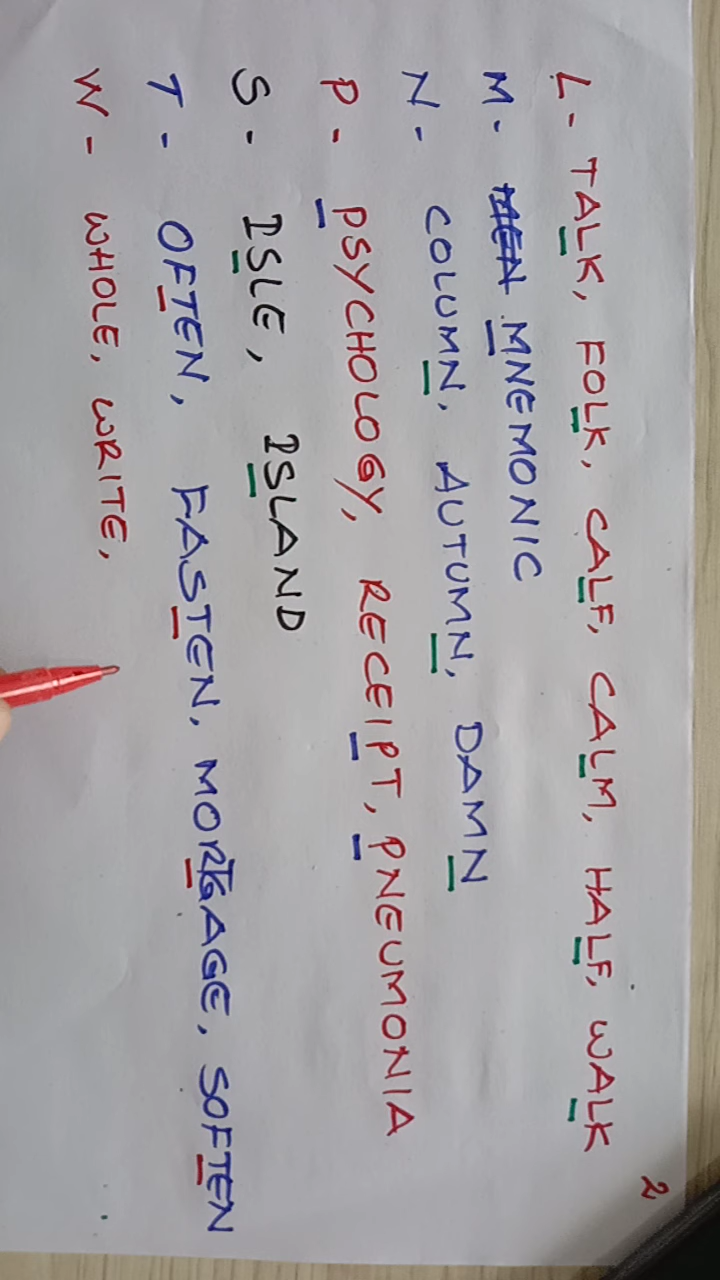 2
L- TALK, FOLK, CALF, CALM, HALF, WALK
M- MNEMONIC
N- COLUMN, AUTUMN, DAMN
P- PSYCHOLOGY, RECEIPT, PNEUMONIA
S- ISLE, ISLAND
T- OFTEN, FASTEN, MORTGAGE, SOFTEN
W- WHOLE, WRITE,